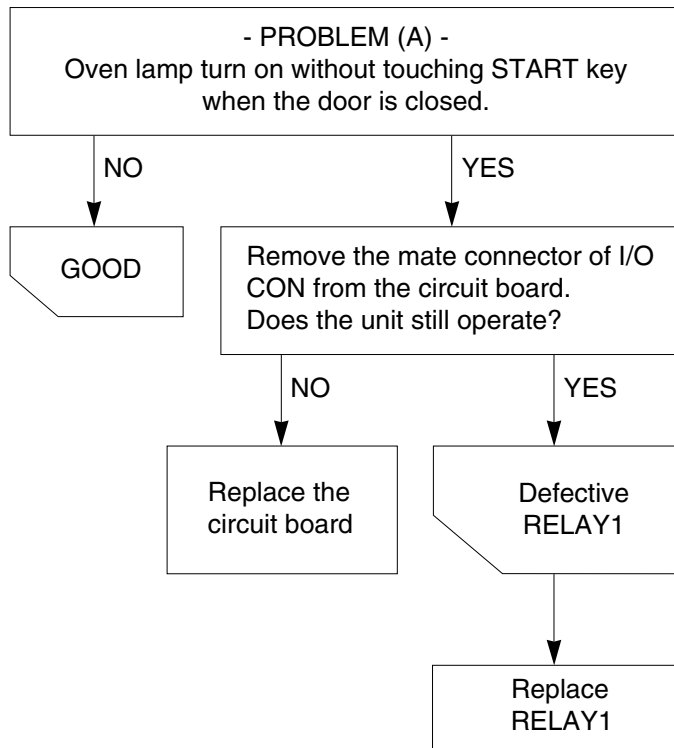 - PROBLEM (A) -
Oven lamp turn on without touching START key
when the door is closed.
NO
YES
GOOD
Remove the mate connector of I/O
CON from the circuit board.
Does the unit still operate?
NO
YES
Replace the
circuit board
Defective
RELAY1
Replace
RELAY1